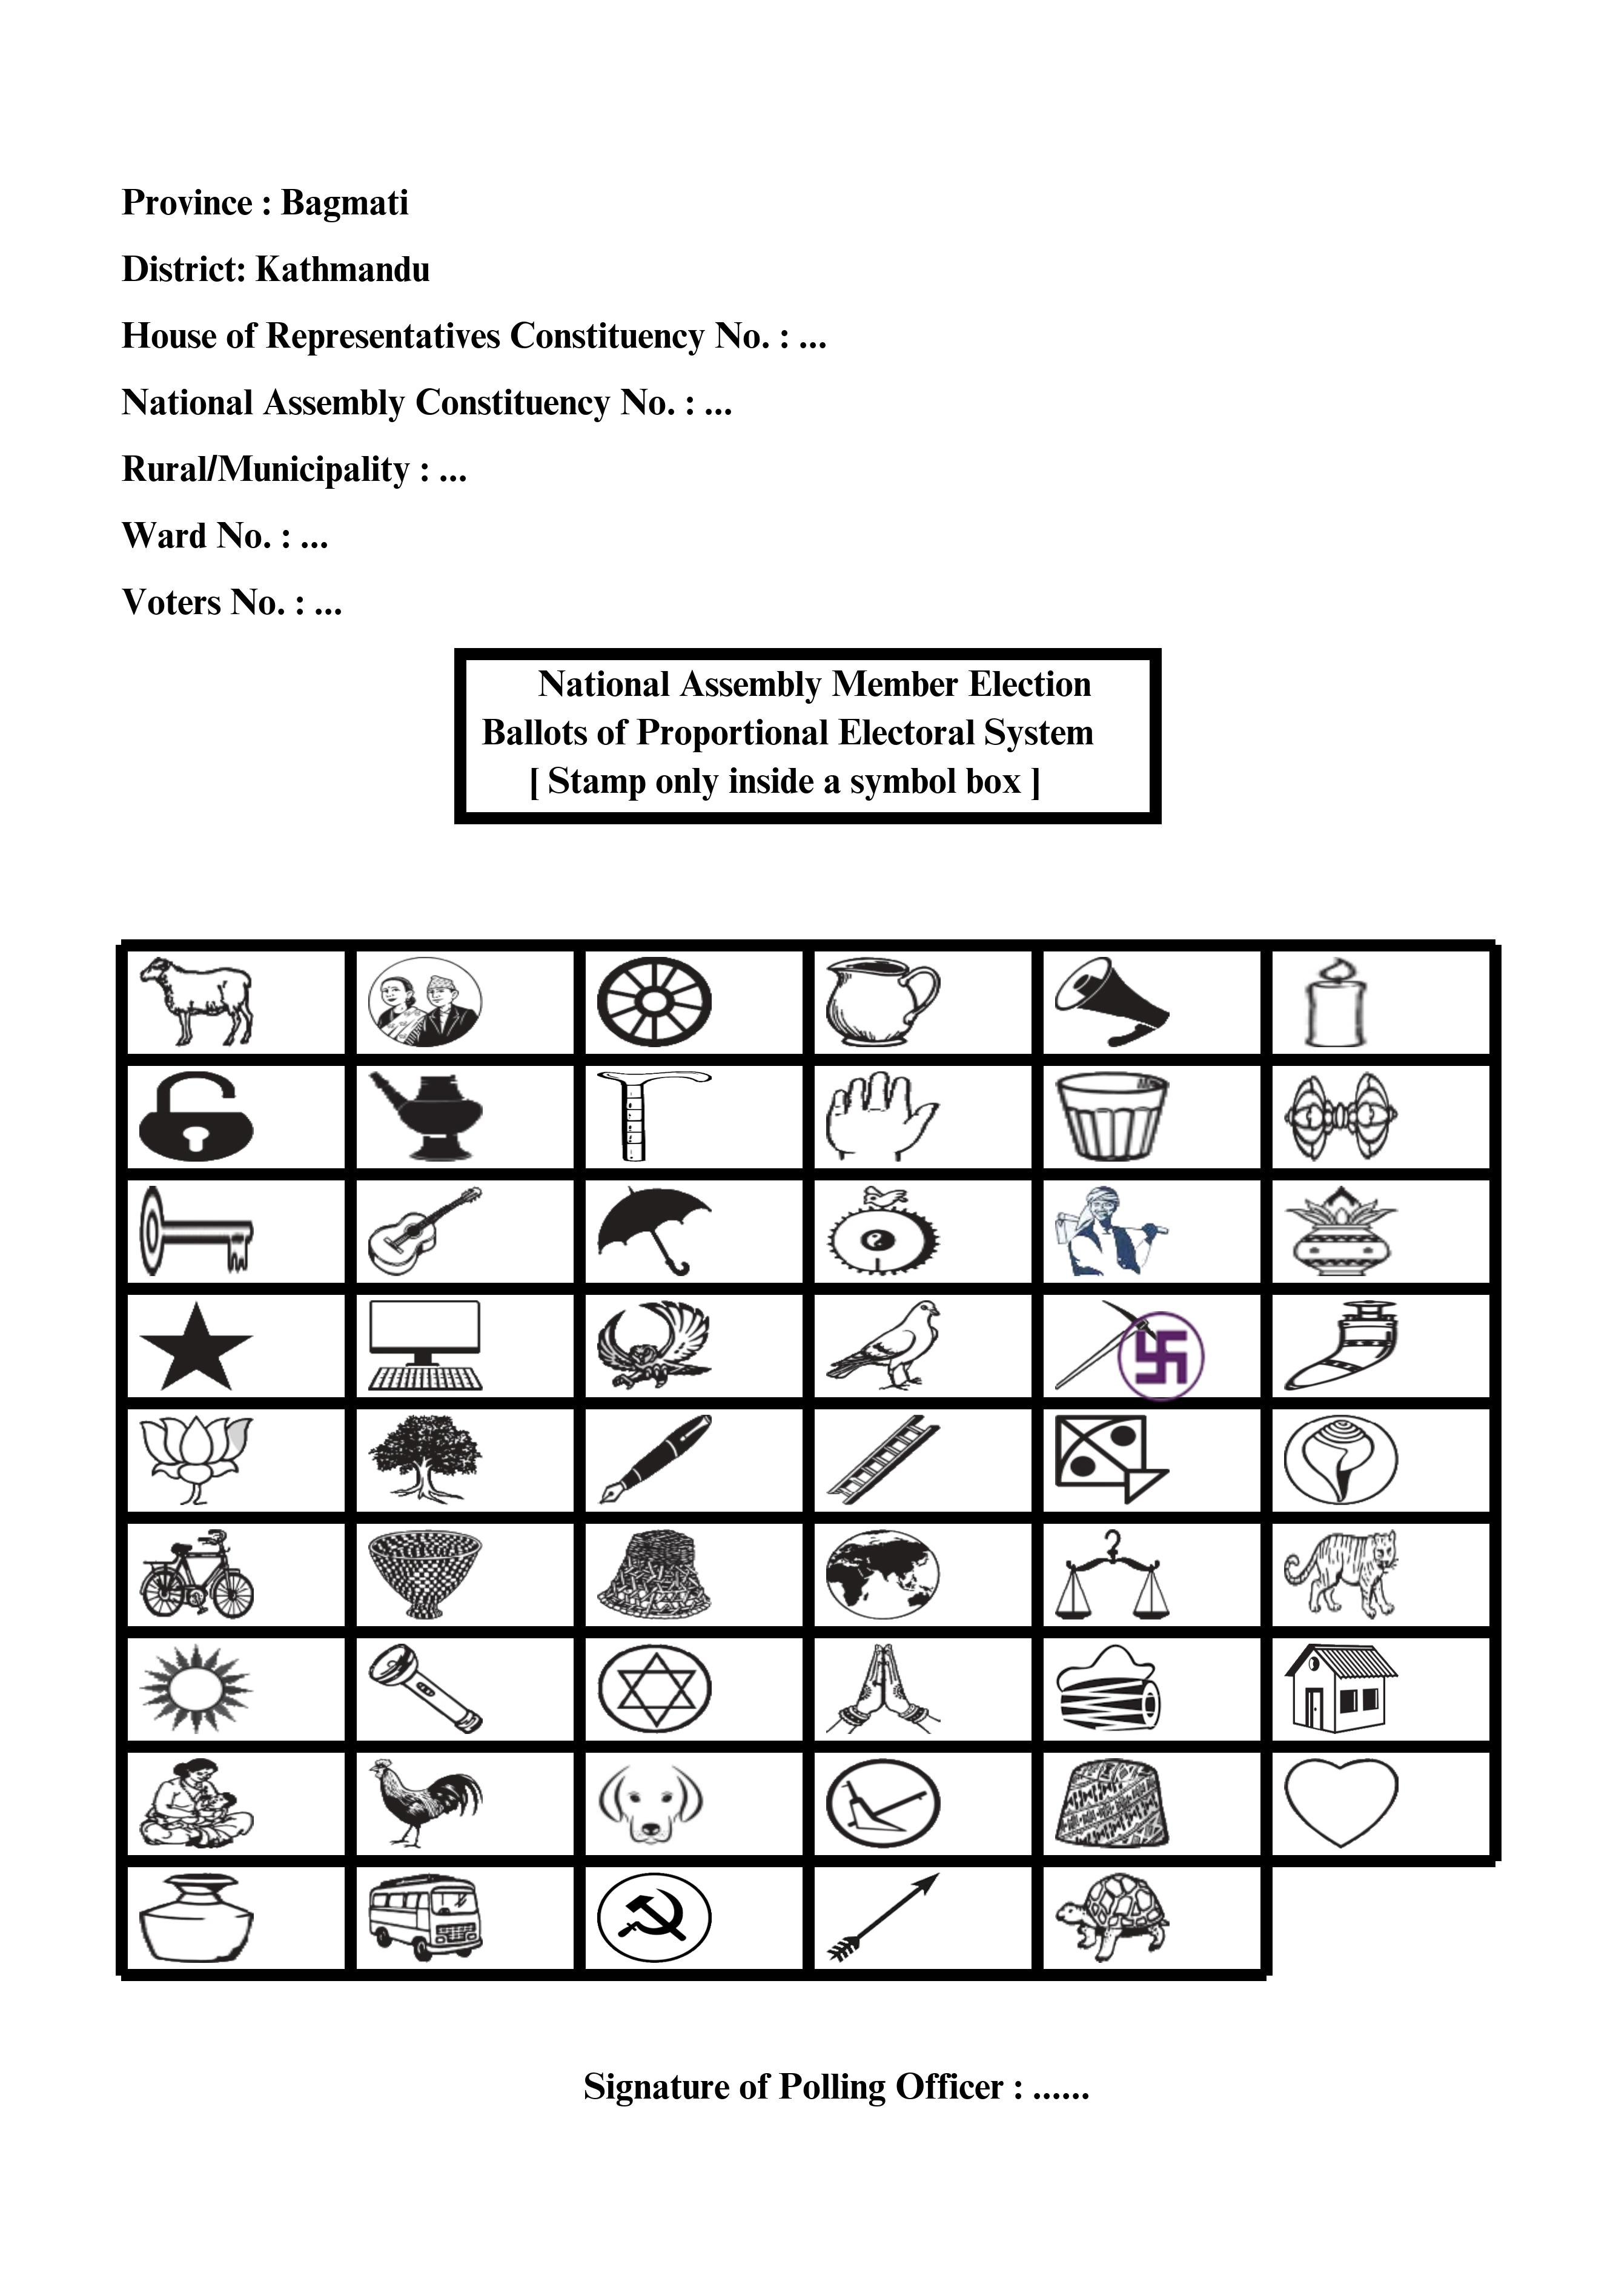 Province : Bagmati
District: Kathmandu
House of Representatives Constituency No. : ...
National Assembly Constituency No. : ...
Rural/Municipality : ...
Ward No. : ...
Voters No. : ...
National Assembly Member Election
Ballots of Proportional Electoral System
[ Stamp only inside a symbol box ]
Signature of Polling Officer : ......